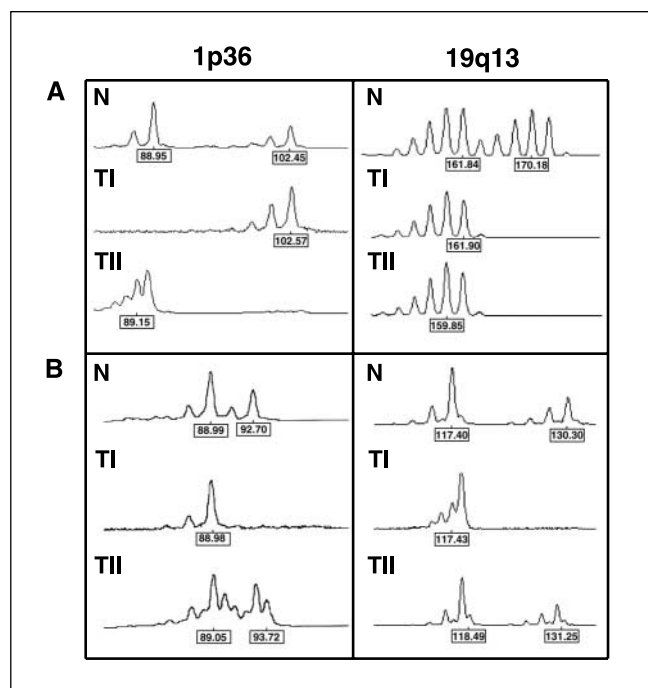 1p36 19q13
A
N N
88.95 102.45 161.84 170.18
TI TI
102.57 161.90
TII TII
89.15 159.85
B
N N
88.99 92.70 117.40 130.30
TI TI
88.98 117.43
TII TII
89.05 93.72 118.49 131.25